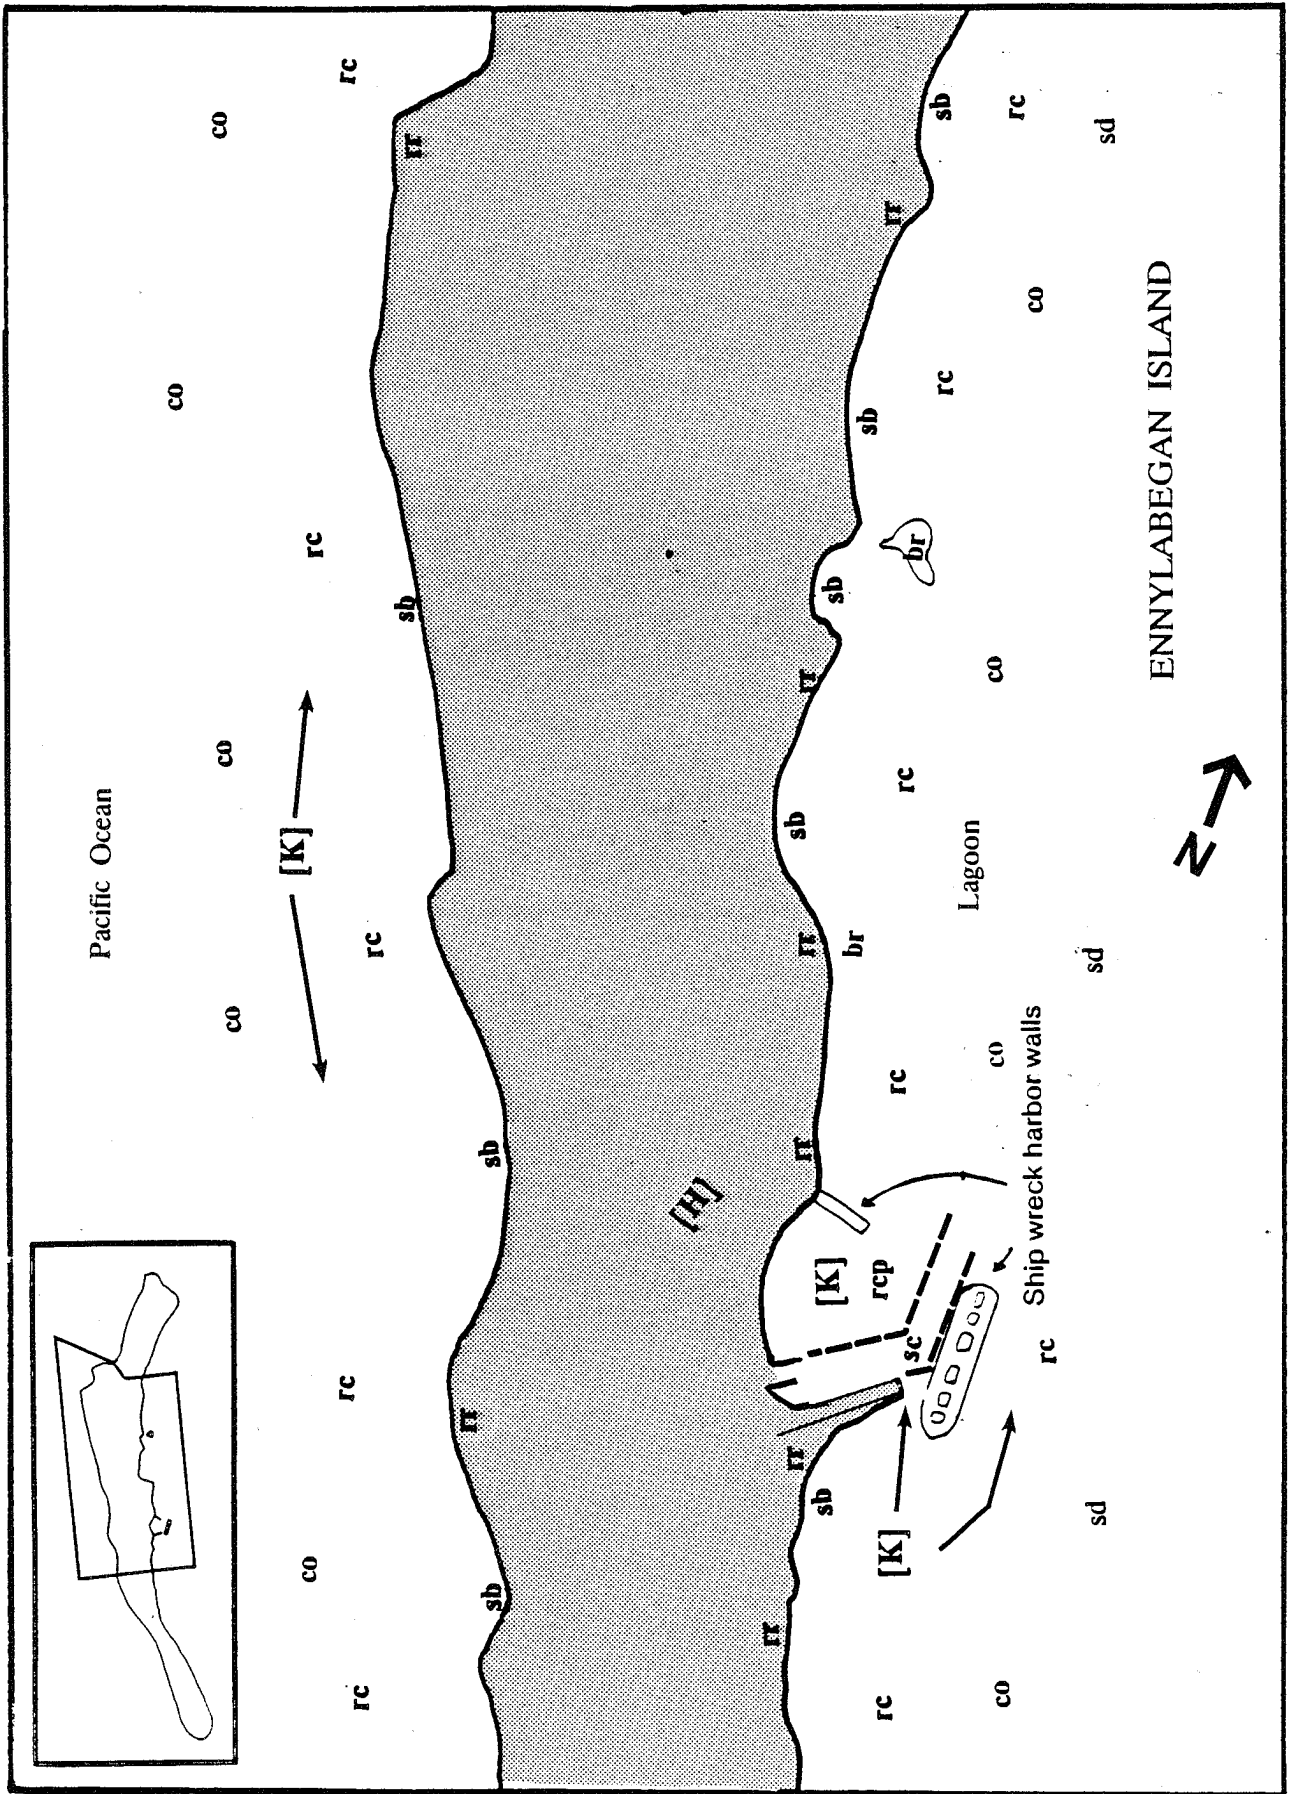 Pacific Ocean
co
co
co
co
[K]
co
rc
rc
rc
rc
rc
sb
rr
rr
sb
sb
[H]
rr
rr
sb
rr
rr
rr
sb
[K]
sb
br
sb
rcp
rc
rr
[K]
rc
rc
sc
br
sb
rc
Lagoon
co
co
co
rc
Ship wreck harbor walls
co
rc
sd
sd
sd
ENNYLABEGAN ISLAND
N